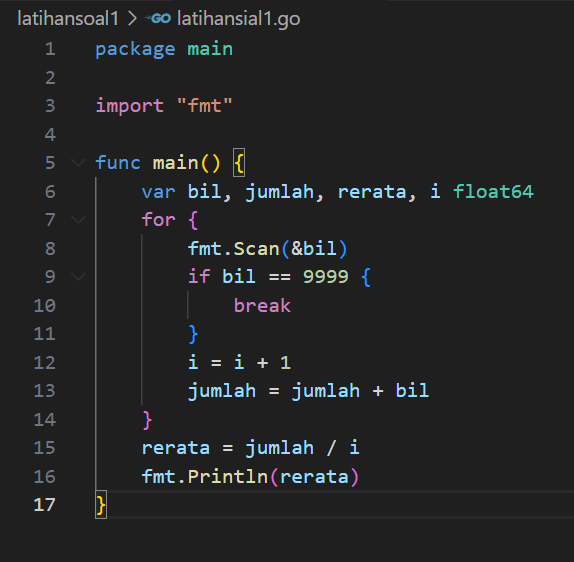 latihansoal1 > GO latihansial1.go
1 package main
2
3 import "fmt"
4
5 func main() {
6 var bil, jumlah, rerata, i float64
7 for {
8 fmt.Scan(&bil)
9 if bil == 9999 {
10 break
11 }
12 i = i + 1
13 jumlah = jumlah + bil
14 }
15 rerata = jumlah / i
16 fmt.Println(rerata)
17 }